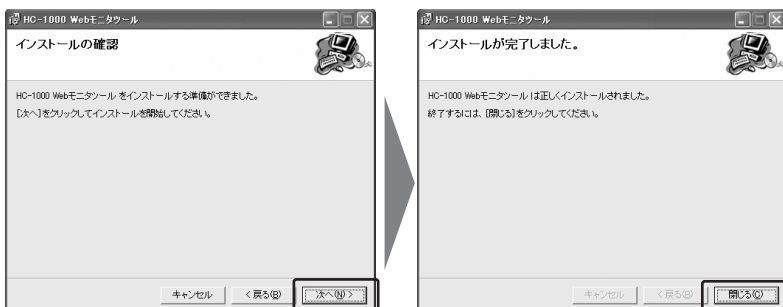 HC-1000 Webモニタツール
インストールの確認
HC-1000 Webモニタツール をインストールする準備ができました。
[次へ]をクリックしてインストールを開始してください。
キャンセル
< 戻る(B)
次へ(N) >
HC-1000 Webモニタツール
インストールが完了しました。
HC-1000 Webモニタツール は正しくインストールされました。
終了するには、[閉じる]をクリックしてください。
キャンセル
< 戻る(B)
閉じる(C)